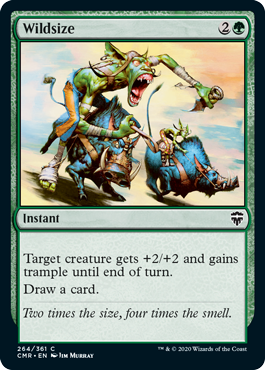 Wildsize 2
Instant
Target creature gets +2/+2 and gains
trample until end of turn.
Draw a card.
Two times the size, four times the smell.
264/361 C
CMR • EN Jim Murray
™ & © 2020 Wizards of the Coast